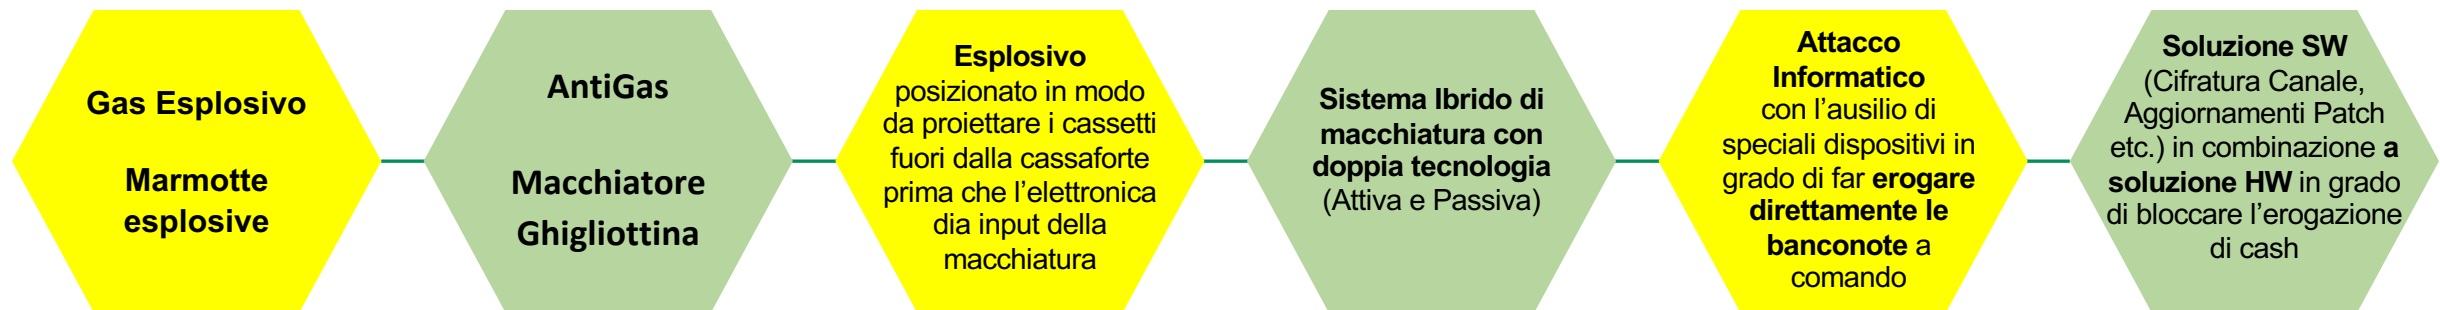 Gas Esplosivo
Marmotte
esplosive
AntiGas
Macchiatore
Ghigliottina
Esplosivo
posizionato in modo
da proiettare i cassetti
fuori dalla cassaforte
prima che l'elettronica
dia input della
macchiatura
Sistema Ibrido di
macchiatura con
doppia tecnologia
(Attiva e Passiva)
Attacco
Informatico
con l'ausilio di
speciali dispositivi in
grado di far erogare
direttamente le
banconote a
comando
Soluzione SW
(Cifratura Canale,
Aggiornamenti Patch
etc.) in combinazione a
soluzione HW in grado
di bloccare l'erogazione
di cash